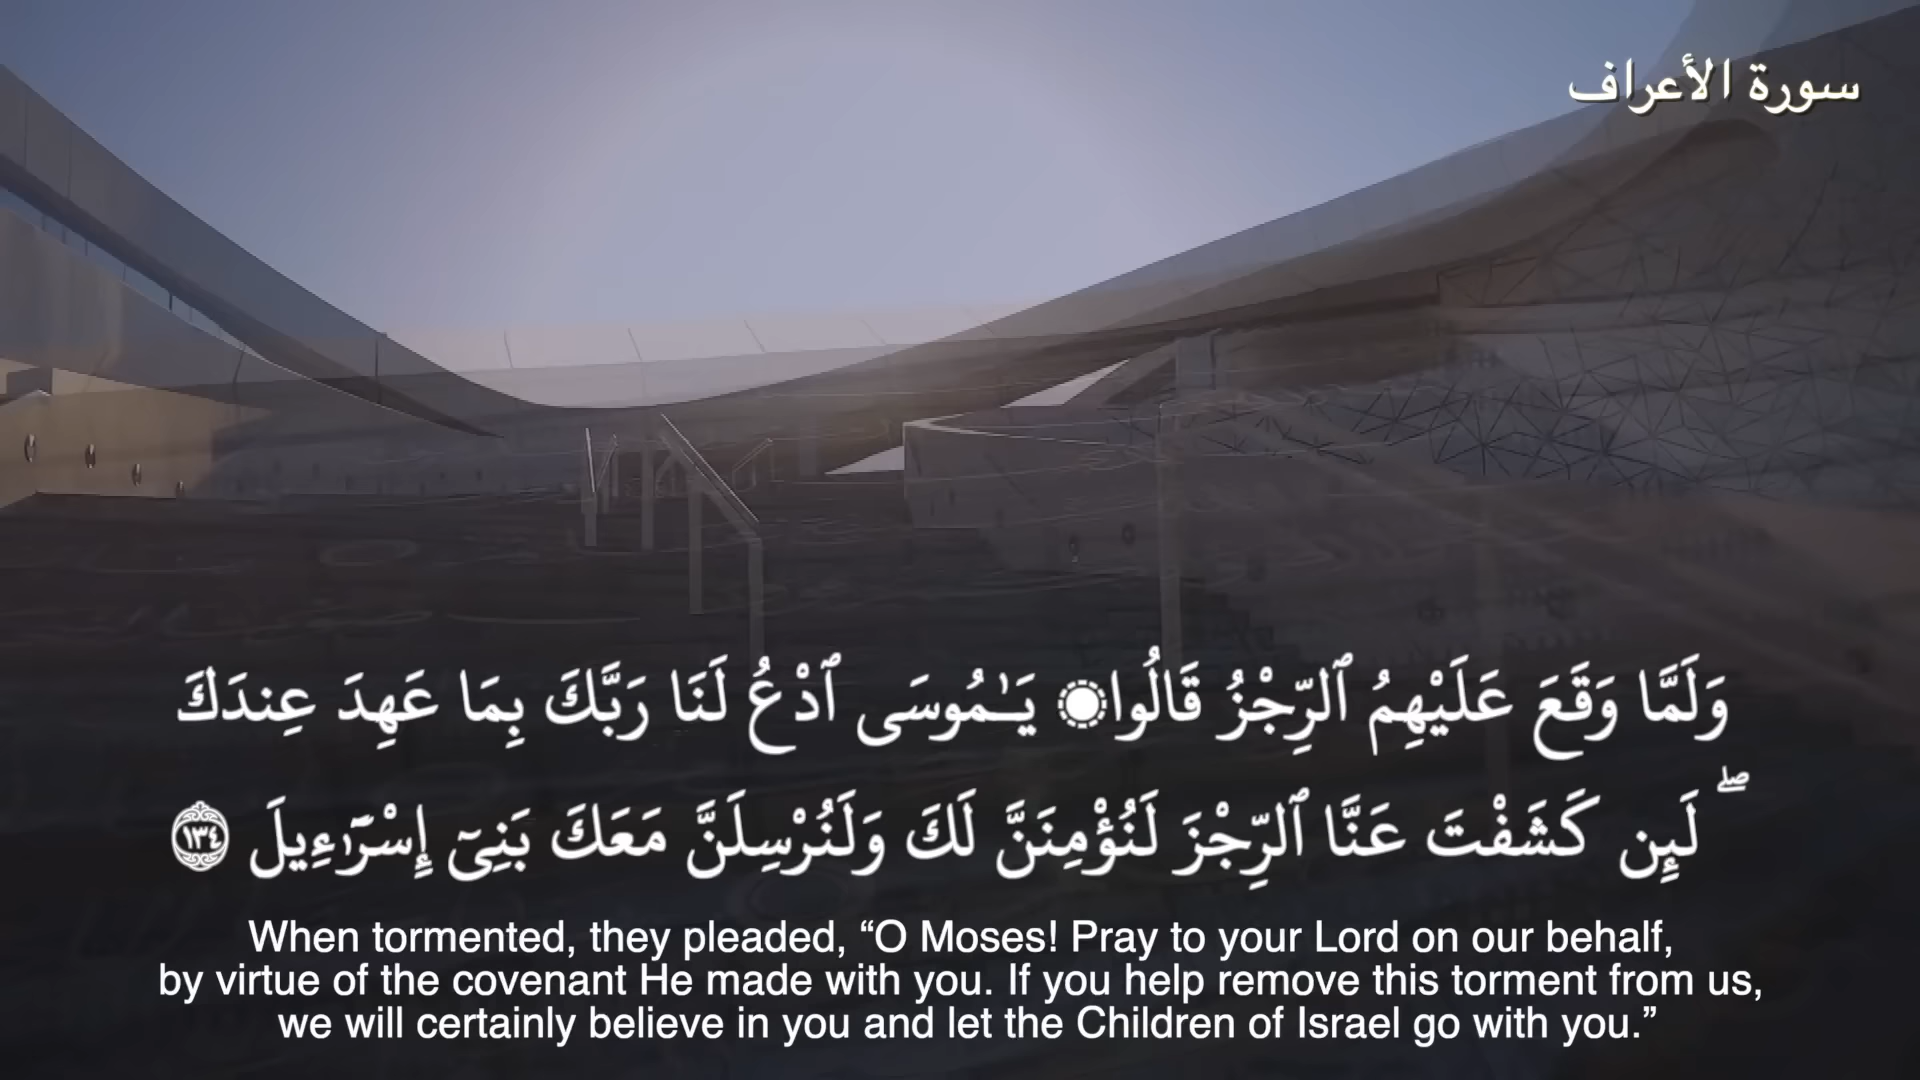 سورة الأعراف
وَلَمَّا وَقَعَ عَلَيْهِمُ ٱلرِّجْزُ قَالُوا۟ يَـٰمُوسَى ٱدْعُ لَنَا رَبَّكَ بِمَا عَهِدَ عِندَكَ
ۖ لَئِن كَشَفْتَ عَنَّا ٱلرِّجْزَ لَنُؤْمِنَنَّ لَكَ وَلَنُرْسِلَنَّ مَعَكَ بَنِىٓ إِسْرَٰٓءِيلَ ١٣٤
When tormented, they pleaded, “O Moses! Pray to your Lord on our behalf,
by virtue of the covenant He made with you. If you help remove this torment from us,
we will certainly believe in you and let the Children of Israel go with you.”